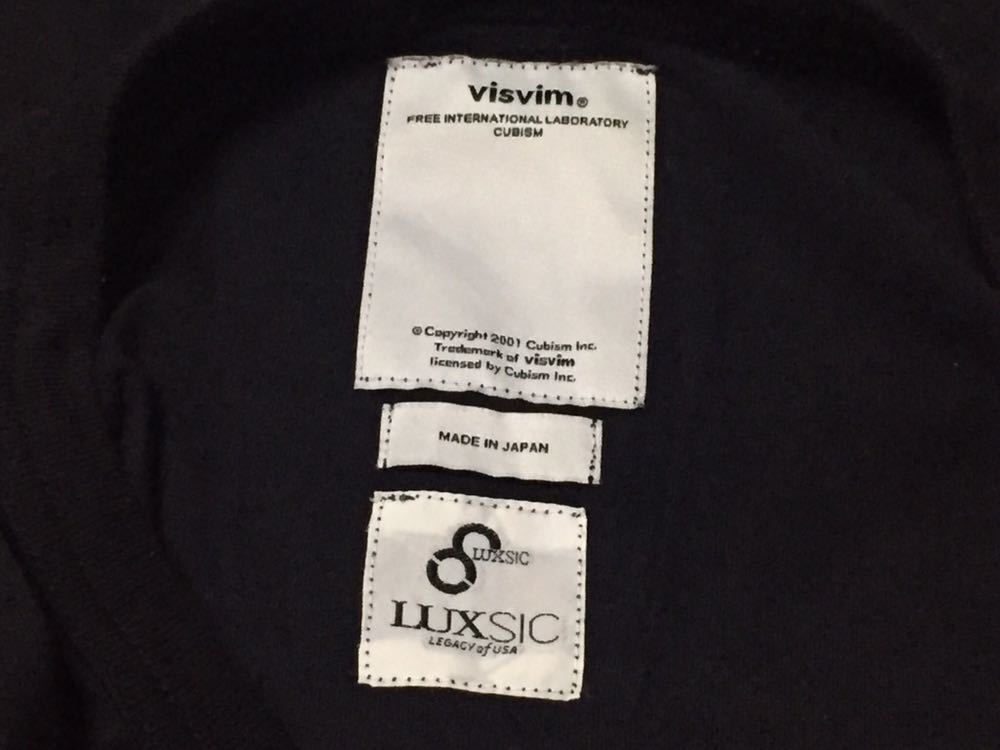 visvim®
FREE INTERNATIONAL LABORATORY
CUBISM
© Copyright 2001 Cubism Inc.
Trademark of visvim
licensed by Cubism Inc.
MADE IN JAPAN
LUXSIC
LUXSIC
LEGACY of USA